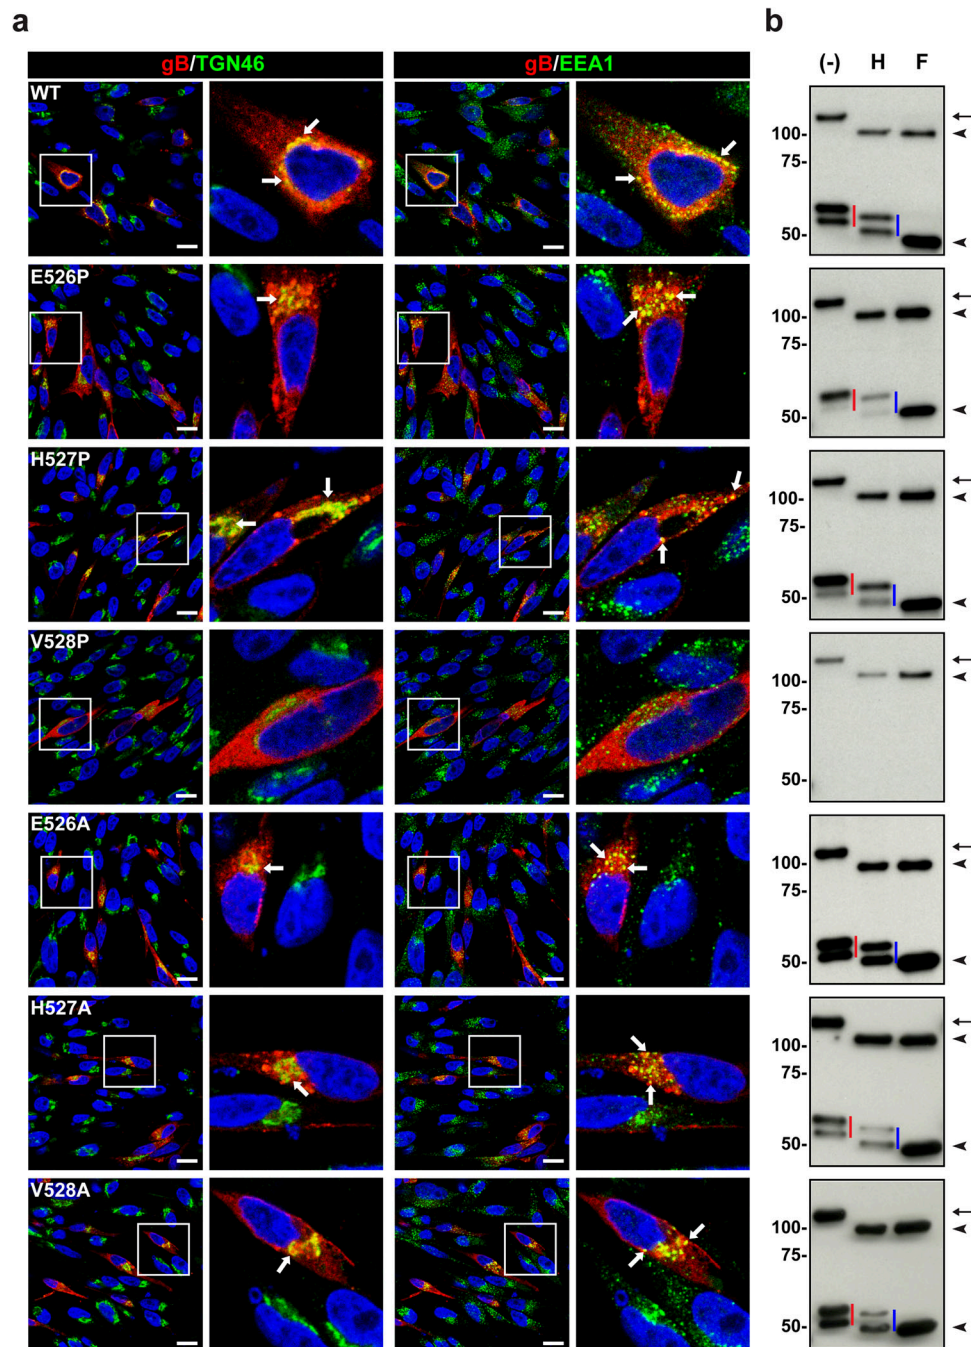 a
b
gB/TGN46
gB/EEA1
(-) H F
WT
100-
75-
50-
E526P
100-
75-
50-
H527P
100-
75-
50-
V528P
100-
75-
50-
E526A
100-
75-
50-
H527A
100-
75-
50-
V528A
100-
75-
50-